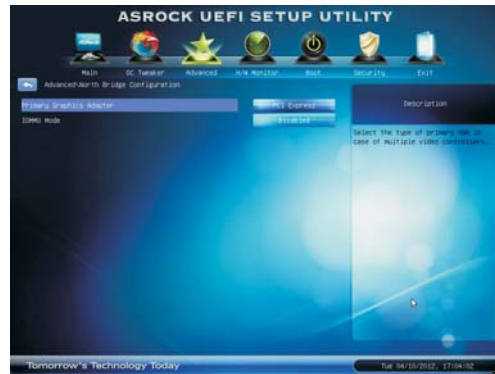 ASROCK UEFI SETUP UTILITY
Main OC Tweaker Advanced H/W Monitor Boot Security Exit
Advanced\North Bridge Configuration
Description
Primary Graphics Adapter PCI Express
IOMMU Mode Disabled
Select the type of primary VGA in
case of multiple video controllers.
Tomorrow's Technology Today
Tue 04/10/2012, 17:04:02